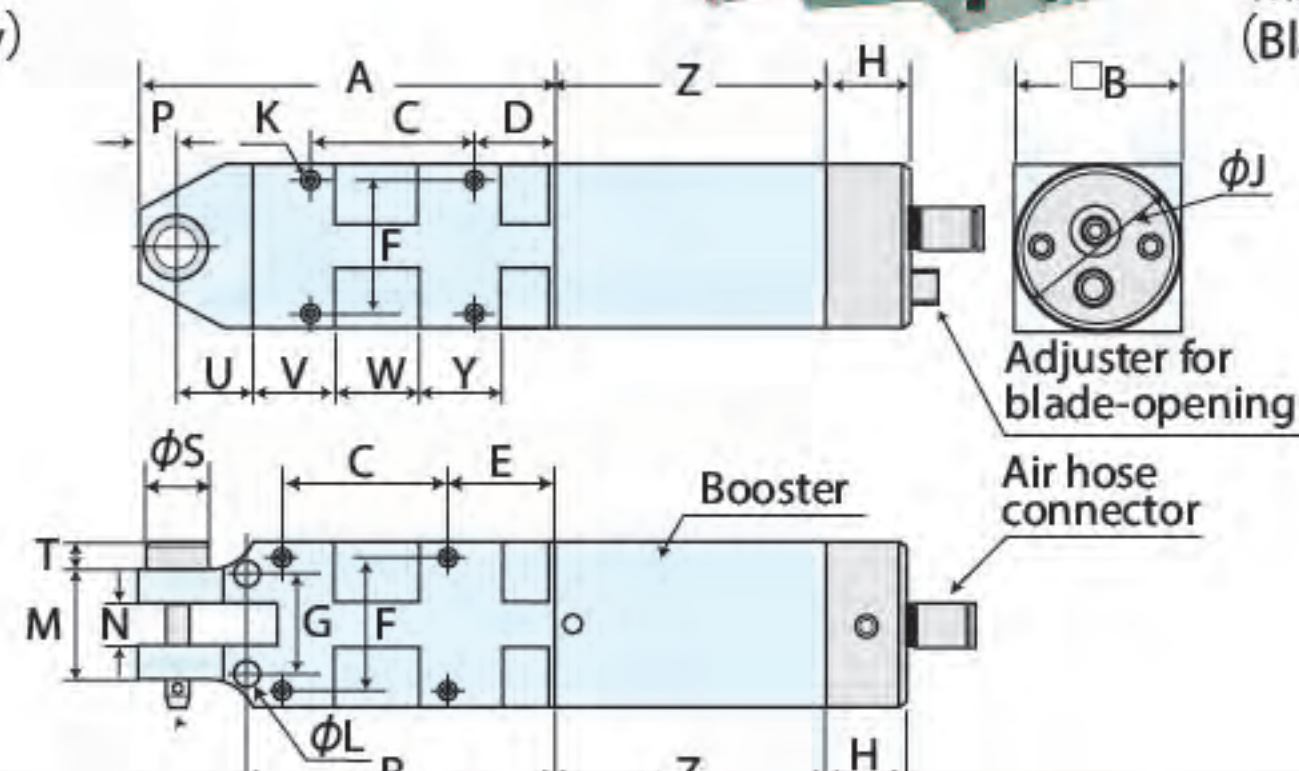 (Bl
A
Z
H
□B
P
K
C
D
ϕJ
F
U
V
W
Y
Adjuster for
blade-opening
ϕS
C
E
Booster
Air hose
connector
T
M
N
G
F
ϕL
H